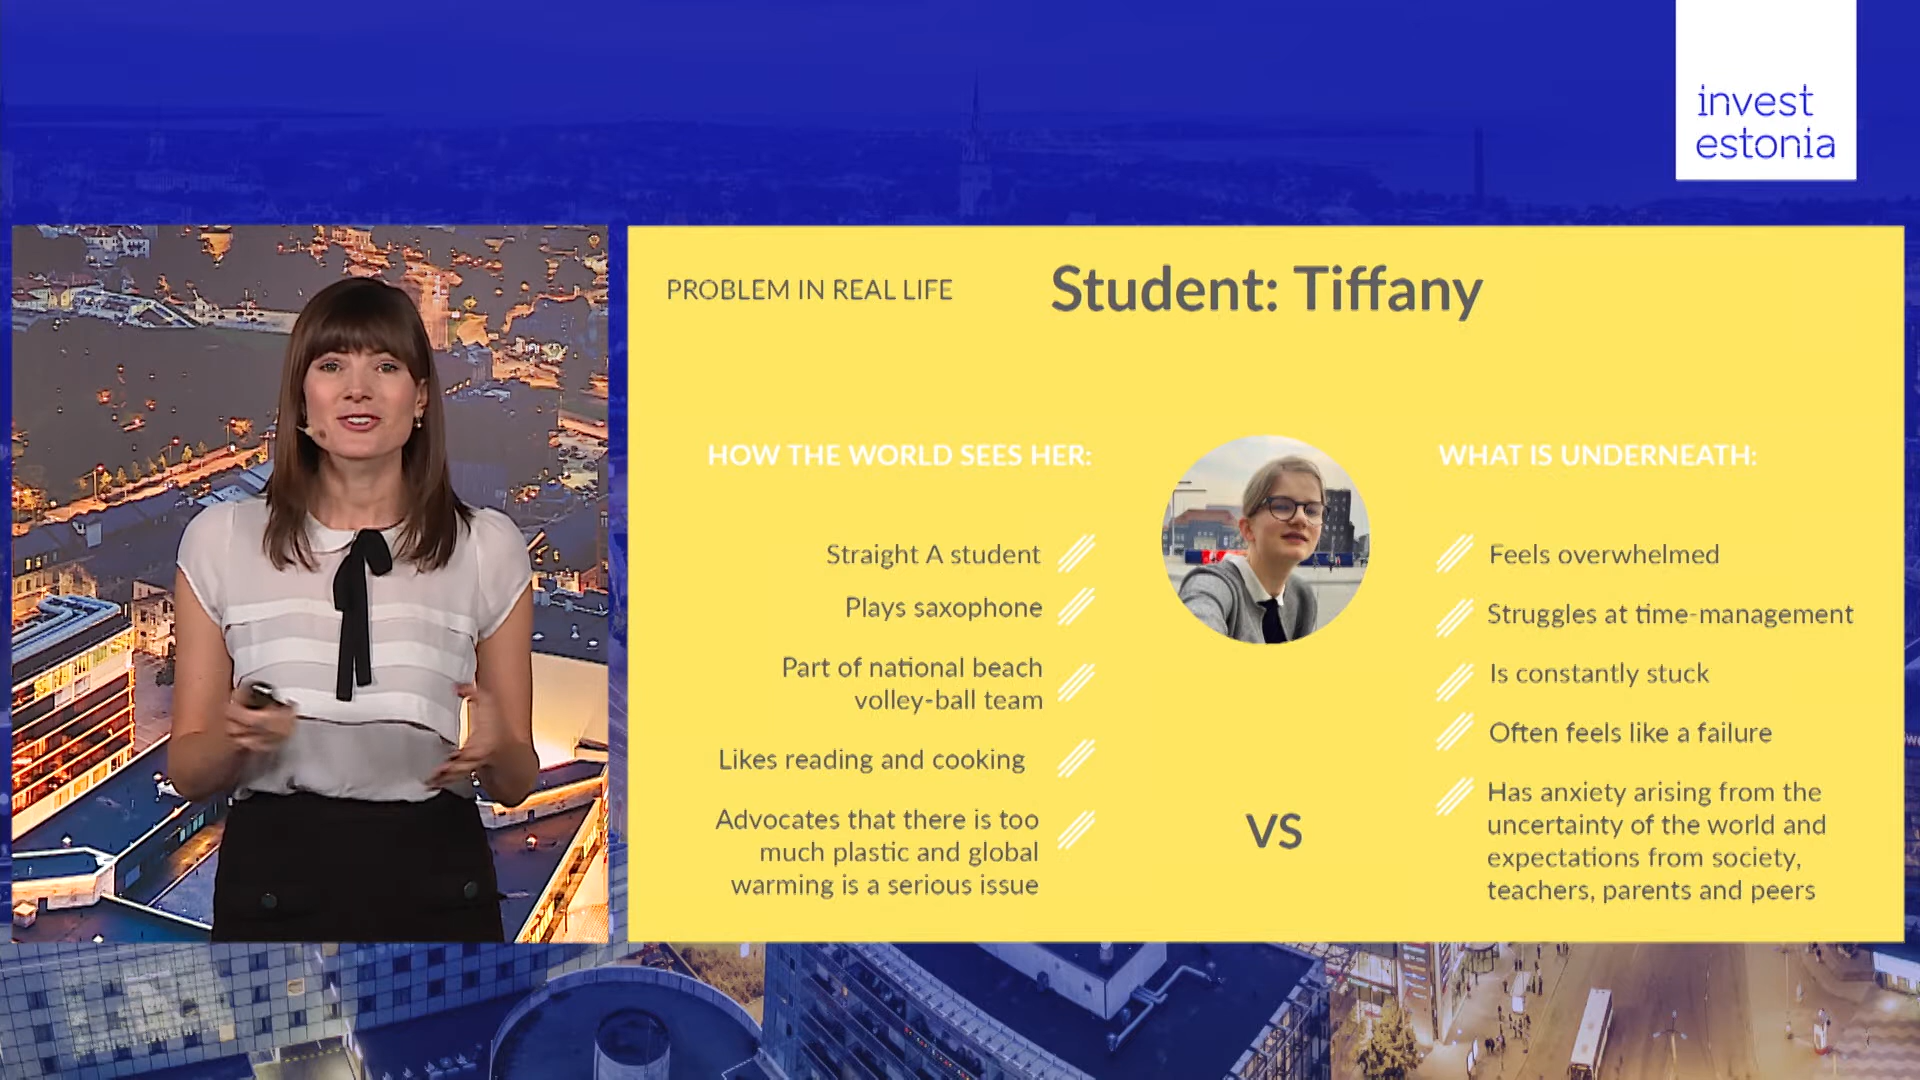 invest
estonia
PROBLEM IN REAL LIFE
Student: Tiffany
HOW THE WORLD SEES HER:
Straight A student
Plays saxophone
Part of national beach
volley-ball team
Likes reading and cooking
Advocates that there is too
much plastic and global
warming is a serious issue
VS
WHAT IS UNDERNEATH:
Feels overwhelmed
Struggles at time-management
Is constantly stuck
Often feels like a failure
Has anxiety arising from the
uncertainty of the world and
expectations from society,
teachers, parents and peers